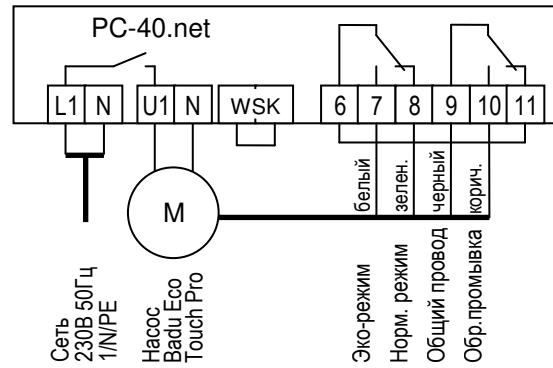 PC-40.net
L1 N U1 N WSK 6 7 8 9 10 11
белый
зелен.
черный
корич.
M
Сеть
230В 50Гц
1/N/PE
Насос
Badu Eco
Touch Pro
Эко-режим
Норм. режим
Общий провод
Обр.промывка